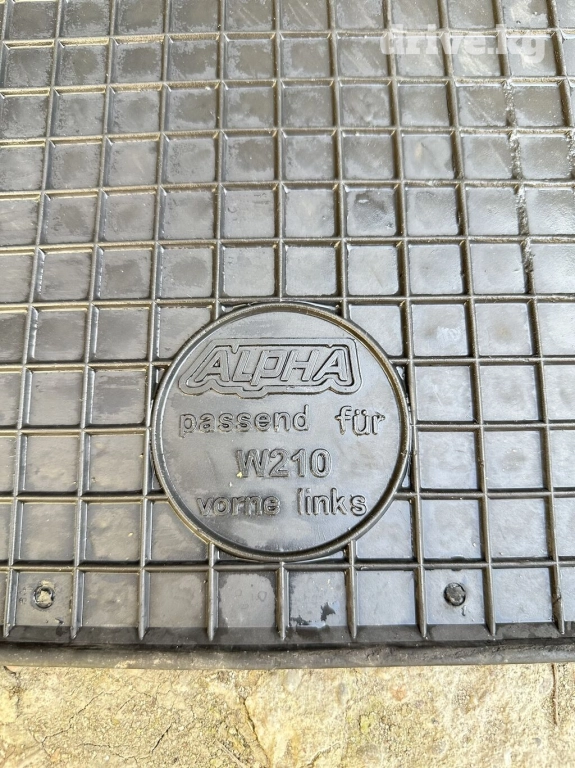 drive.kg
ALPHA
passend für
W210
vorne links